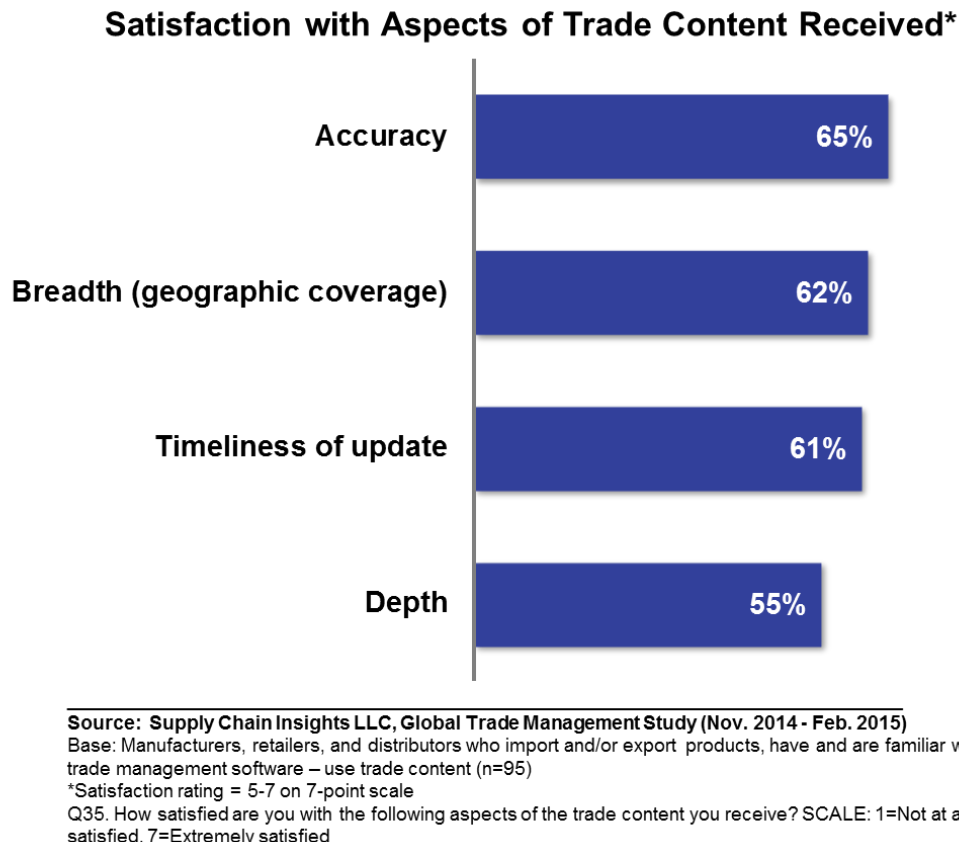 Satisfaction with Aspects of Trade Content Received*
Accuracy
65%
Breadth (geographic coverage)
62%
Timeliness of update
61%
Depth
55%
Source: Supply Chain Insights LLC, Global Trade Management Study (Nov. 2014 - Feb. 2015)
Base: Manufacturers, retailers, and distributors who import and/or export products, have and are familiar
trade management software – use trade content (n=95)
*Satisfaction rating = 5-7 on 7-point scale
Q35. How satisfied are you with the following aspects of the trade content you receive? SCALE: 1=Not at
satisfied, 7=Extremely satisfied